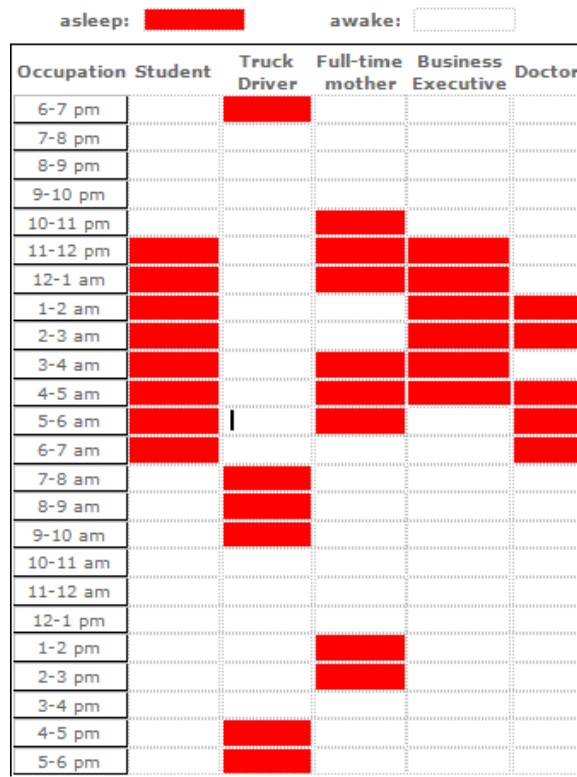 asleep: awake:
Occupation Student Truck Driver Full-time mother Business Executive Doctor
6-7 pm
7-8 pm
8-9 pm
9-10 pm
10-11 pm
11-12 pm
12-1 am
1-2 am
2-3 am
3-4 am
4-5 am
5-6 am
6-7 am
7-8 am
8-9 am
9-10 am
10-11 am
11-12 am
12-1 pm
1-2 pm
2-3 pm
3-4 pm
4-5 pm
5-6 pm